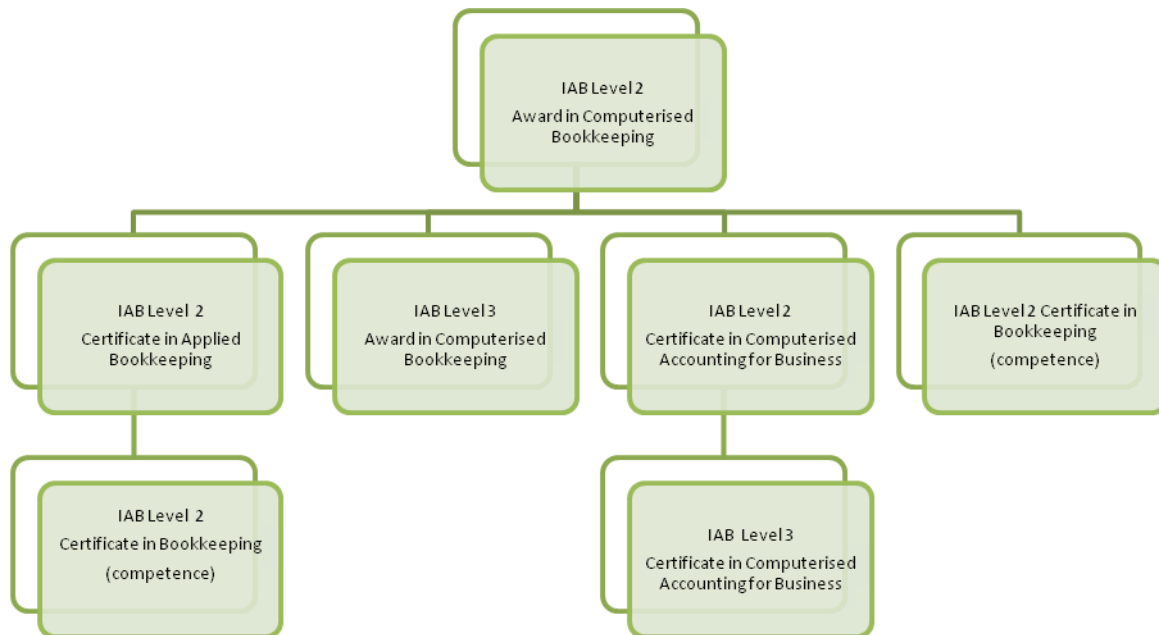 IAB Level 2
Award in Computerised
Bookkeeping
IAB Level 2
Certificate in Applied
Bookkeeping
IAB Level 3
Award in Computerised
Bookkeeping
IAB Level 2
Certificate in Computerised
Accounting for Business
IAB Level 2 Certificate in
Bookkeeping
(competence)
IAB Level 2
Certificate in Bookkeeping
(competence)
IAB Level 3
Certificate in Computerised
Accounting for Business